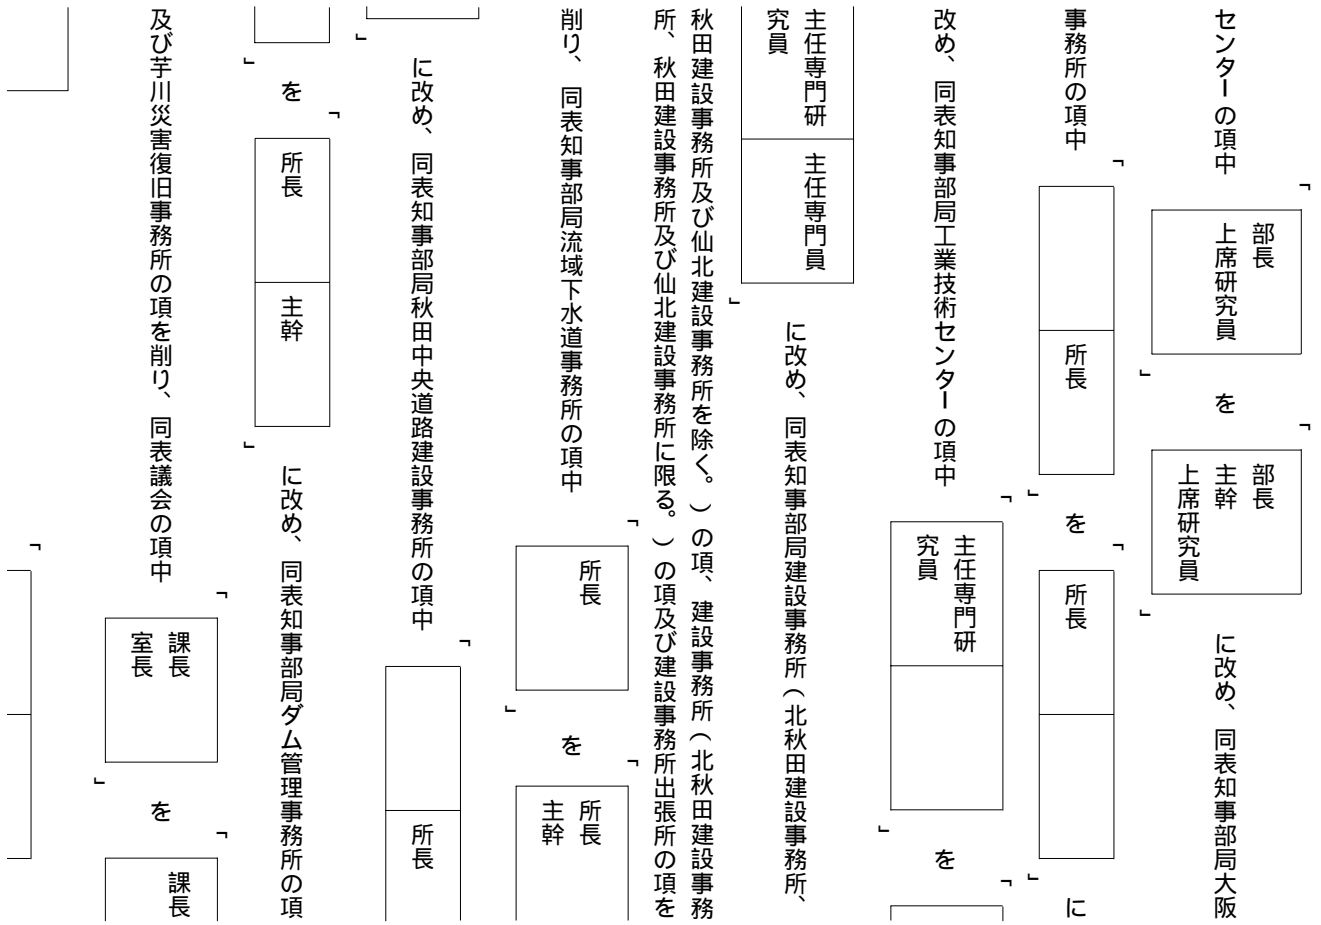 センターの項中「部長
上席研究員」を「部長
主幹
上席研究員」に改め、同表知事部局大阪
事務所の項中「所長」を「所長」に
改め、同表知事部局工業技術センターの項中「主任専門研
究員」を「
主任専門研
究員
主任専門員」に改め、同表知事部局建設事務所（北秋田建設事務所、
秋田建設事務所及び仙北建設事務所を除く。）の項、建設事務所（北秋田建設事務
所、秋田建設事務所及び仙北建設事務所に限る。）の項及び建設事務所出張所の項を
削り、同表知事部局流域下水道事務所の項中「所長」を「所長
主幹
」に改め、同表知事部局秋田中央道路建設事務所の項中「所長
」を「所長
主幹」に改め、同表知事部局ダム管理事務所の項
及び芋川災害復旧事務所の項を削り、同表議会の項中「課長
室長」を「課長
「